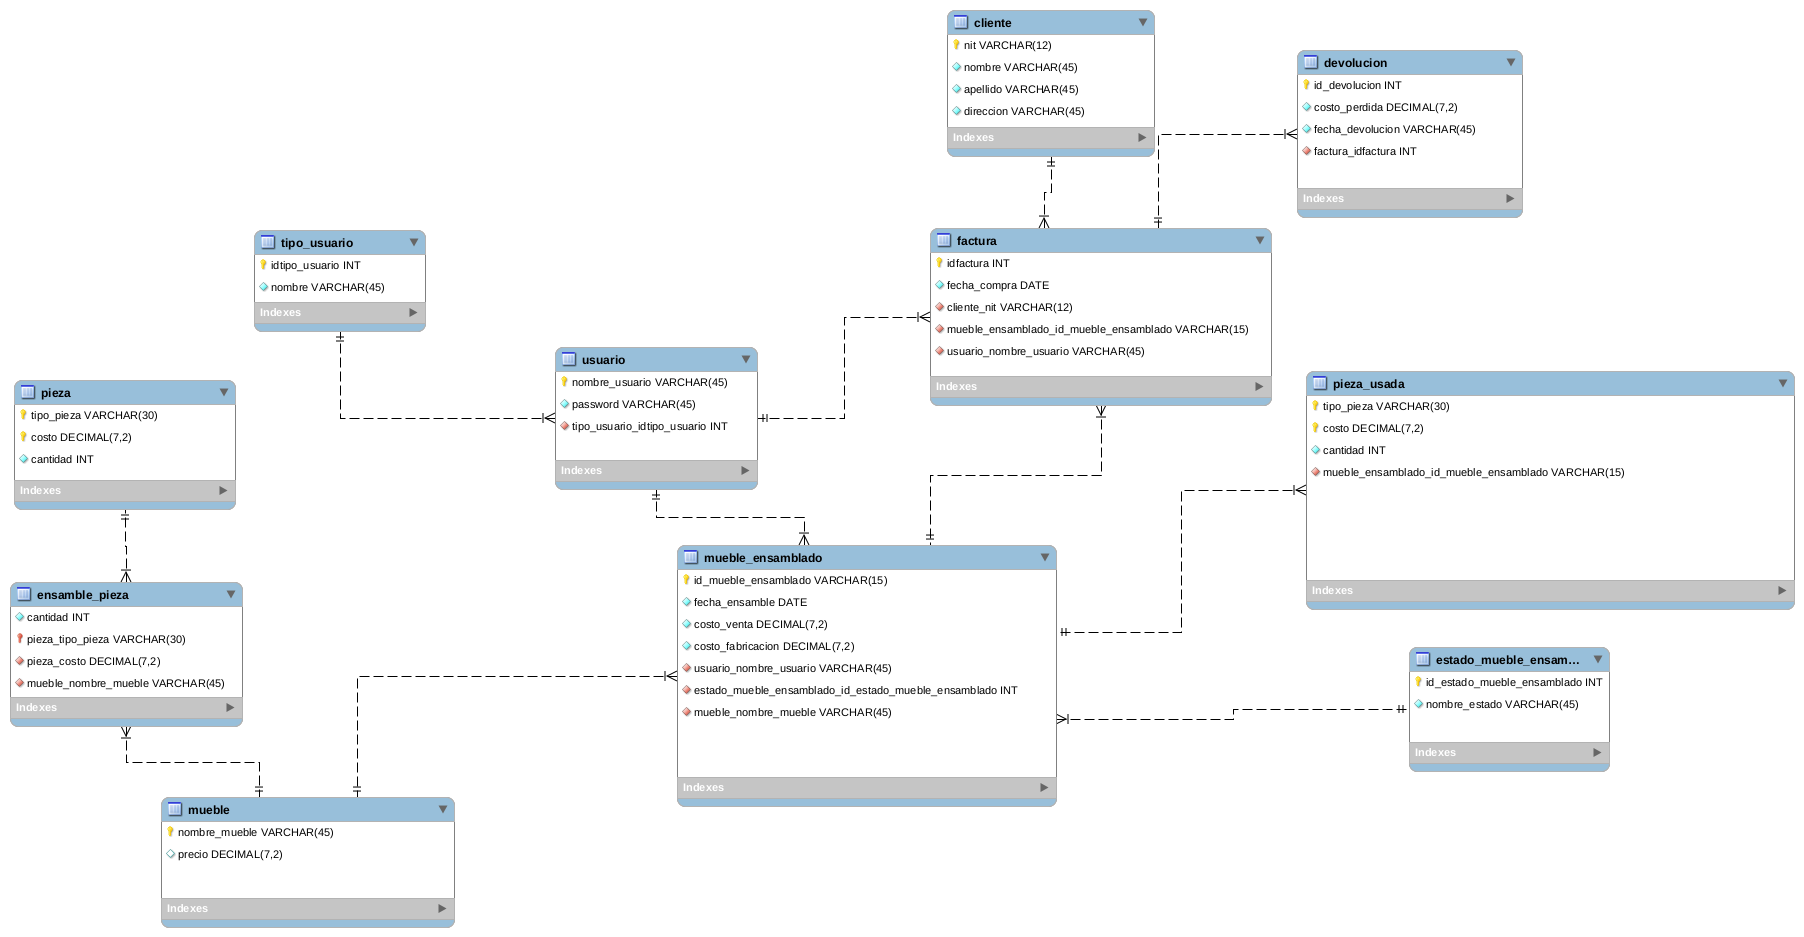 cliente
nit VARCHAR(12)
nombre VARCHAR(45)
apellido VARCHAR(45)
direccion VARCHAR(45)
Indexes
devolucion
id_devolucion INT
costo_perdida DECIMAL(7,2)
fecha_devolucion VARCHAR(45)
factura_idfactura INT
Indexes
tipo_usuario
idtipo_usuario INT
nombre VARCHAR(45)
Indexes
factura
idfactura INT
fecha_compra DATE
cliente_nit VARCHAR(12)
mueble_ensamblado_id_mueble_ensamblado VARCHAR(15)
usuario_nombre_usuario VARCHAR(45)
Indexes
usuario
nombre_usuario VARCHAR(45)
password VARCHAR(45)
tipo_usuario_idtipo_usuario INT
Indexes
pieza
tipo_pieza VARCHAR(30)
costo DECIMAL(7,2)
cantidad INT
Indexes
pieza_usada
tipo_pieza VARCHAR(30)
costo DECIMAL(7,2)
cantidad INT
mueble_ensamblado_id_mueble_ensamblado VARCHAR(15)
Indexes
ensamble_pieza
cantidad INT
pieza_tipo_pieza VARCHAR(30)
pieza_costo DECIMAL(7,2)
mueble_nombre_mueble VARCHAR(45)
Indexes
mueble_ensamblado
id_mueble_ensamblado VARCHAR(15)
fecha_ensamble DATE
costo_venta DECIMAL(7,2)
costo_fabricacion DECIMAL(7,2)
usuario_nombre_usuario VARCHAR(45)
estado_mueble_ensamblado_id_estado_mueble_ensamblado INT
mueble_nombre_mueble VARCHAR(45)
Indexes
estado_mueble_ensam...
id_estado_mueble_ensamblado INT
nombre_estado VARCHAR(45)
Indexes
mueble
nombre_mueble VARCHAR(45)
precio DECIMAL(7,2)
Indexes